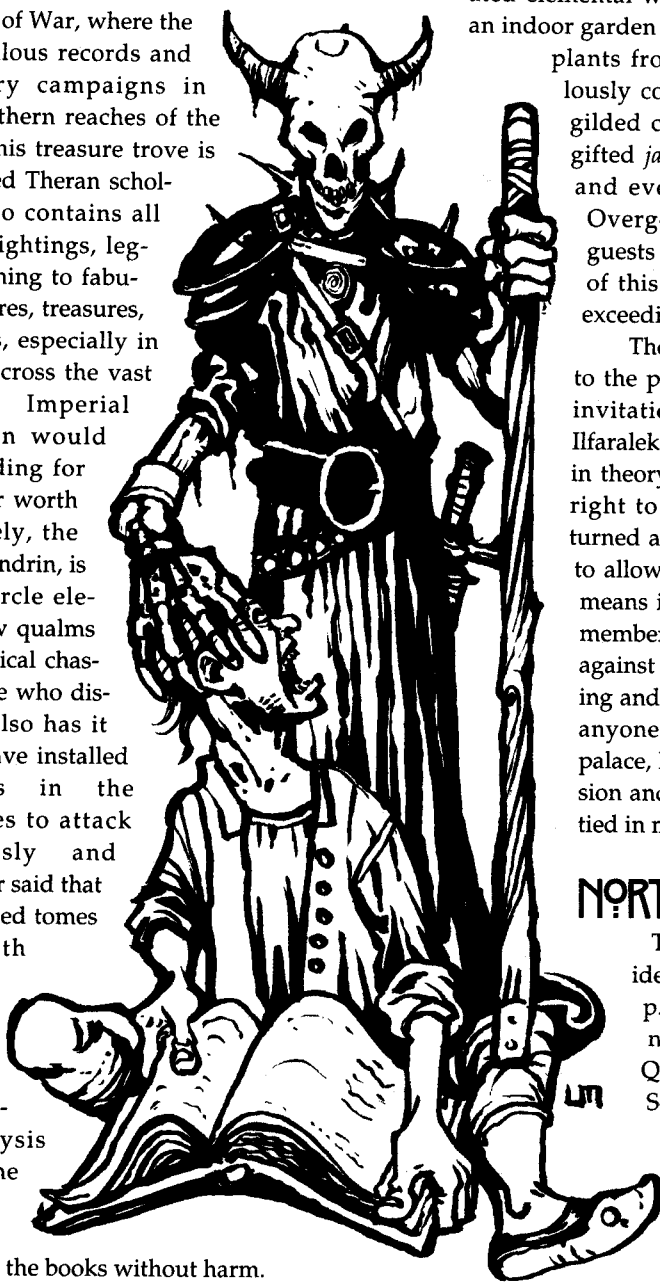 of War, where the
lous records and
ry campaigns in
thern reaches of the
his treasure trove is
ed Theran schol-
o contains all
ightings, leg-
ning to fabu-
res, treasures,
s, especially in
cross the vast
Imperial
n would
ding for
r worth
ely, the
ndrin, is
rcle ele-
v qualms
ical chas-
e who dis-
lso has it
ave installed
s in the
es to attack
sly and
r said that
ed tomes
th
-
ysis
ne
the books without harm.
an indoor garden
plants fro
lously co
gilded c
gifted ja
and eve
Overg
guests
of this
exceedi
The
to the p
invitatio
Ilfaralek
in theory
right to
turned a
to allow
means i
member
against
ing and
anyone
palace,
sion and
tied in m
NORT
T
ide
p
n
Q
S